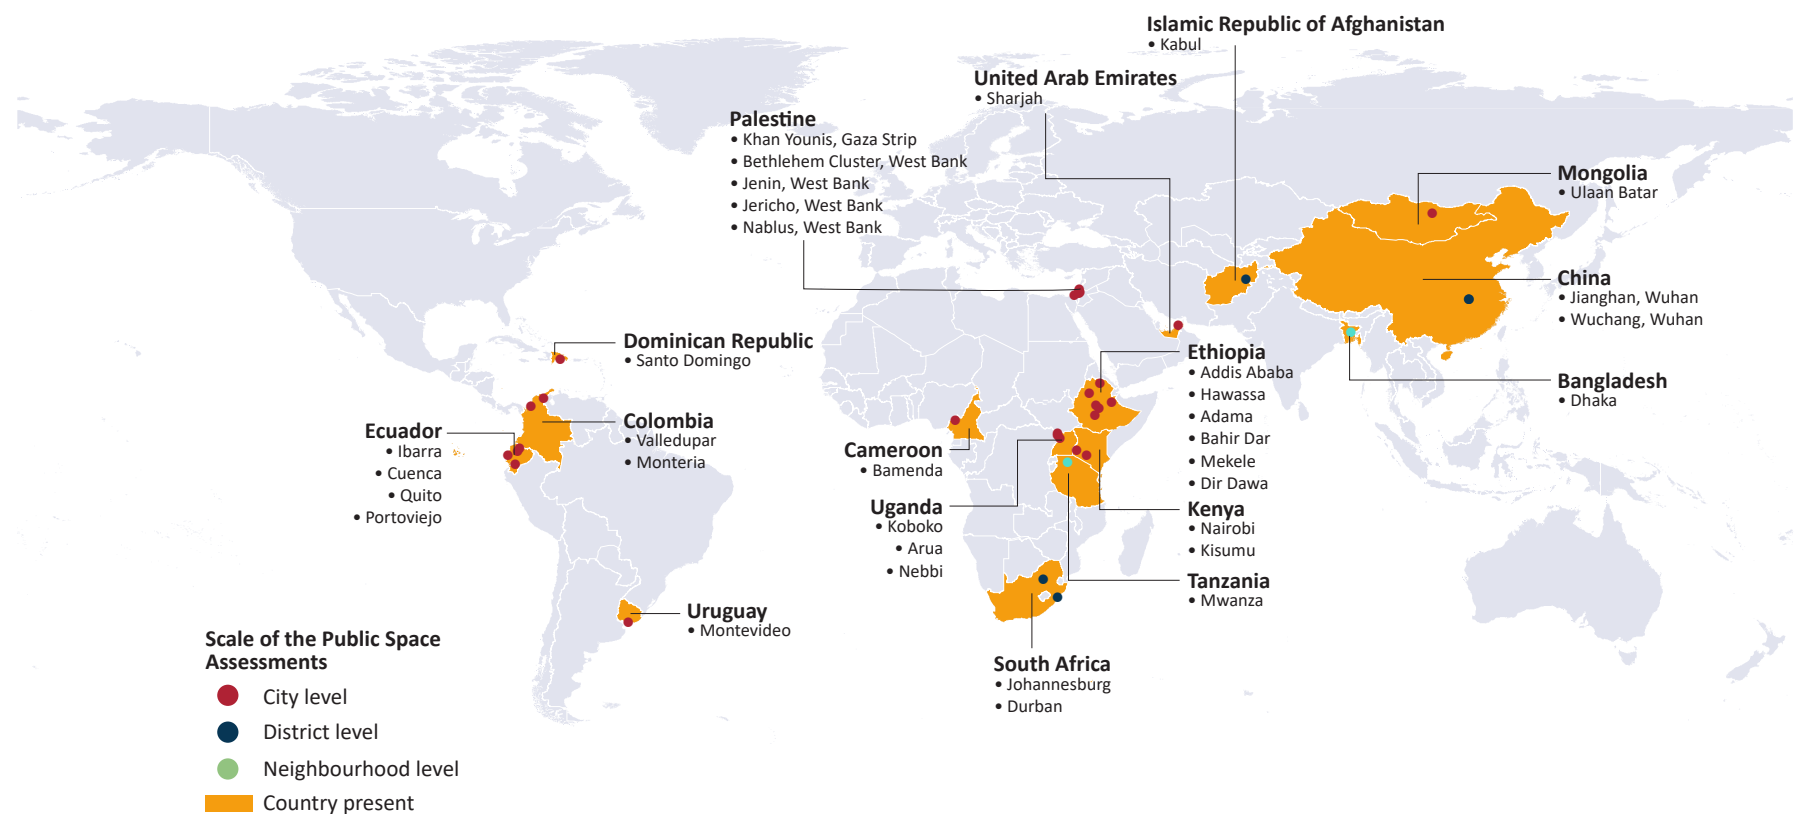 Islamic Republic of Afghanistan
• Kabul
United Arab Emirates
• Sharjah
Palestine
• Khan Younis, Gaza Strip
• Bethlehem Cluster, West Bank
• Jenin, West Bank
• Jericho, West Bank
• Nablus, West Bank
Mongolia
• Ulaan Batar
China
• Jianghan, Wuhan
• Wuchang, Wuhan
Bangladesh
• Dhaka
Dominican Republic
• Santo Domingo
Colombia
• Valledupar
• Monteria
Ecuador
• Ibarra
• Cuenca
• Quito
• Portoviejo
Cameroon
• Bamenda
Uganda
• Koboko
• Arua
• Nebbi
Ethiopia
• Addis Ababa
• Hawassa
• Adama
• Bahir Dar
• Mekele
• Dir Dawa
Kenya
• Nairobi
• Kisumu
Tanzania
• Mwanza
Uruguay
• Montevideo
South Africa
• Johannesburg
• Durban
Scale of the Public Space
Assessments
City level
District level
Neighbourhood level
Country present